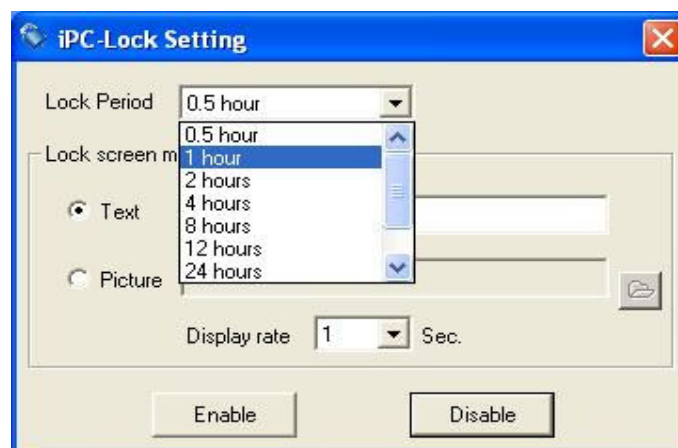 iPC-Lock Setting
Lock Period 0.5 hour
0.5 hour
Lock screen m
1 hour
2 hours
Text
4 hours
8 hours
12 hours
Picture
24 hours
Display rate 1 Sec.
Enable Disable